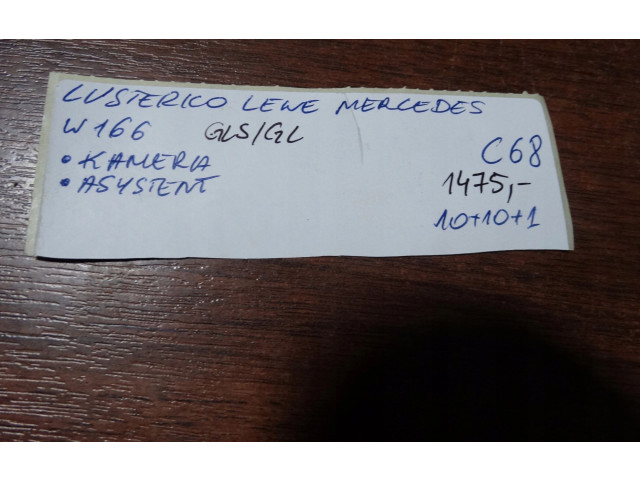 LUSTERKO LEWE MERCEDES
W166 GLS/GL
C68
• KAMERA
• ASYSTENT
1475,-
10+10+1